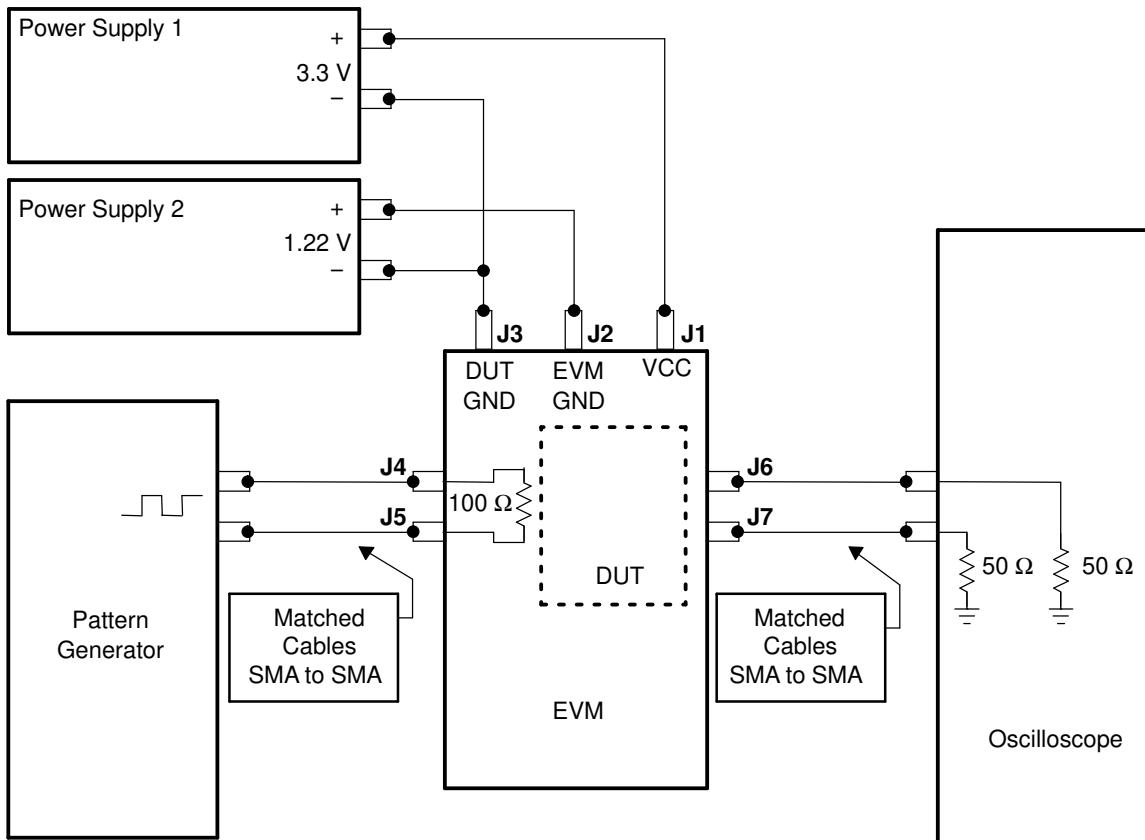 Power Supply 1
+
3.3 V
−
Power Supply 2
+
1.22 V
−
J3
J2
J1
DUT
GND
EVM
GND
VCC
J4
J5
100 Ω
J6
J7
DUT
50 Ω
50 Ω
Pattern
Generator
Matched
Cables
SMA to SMA
Matched
Cables
SMA to SMA
EVM
Oscilloscope